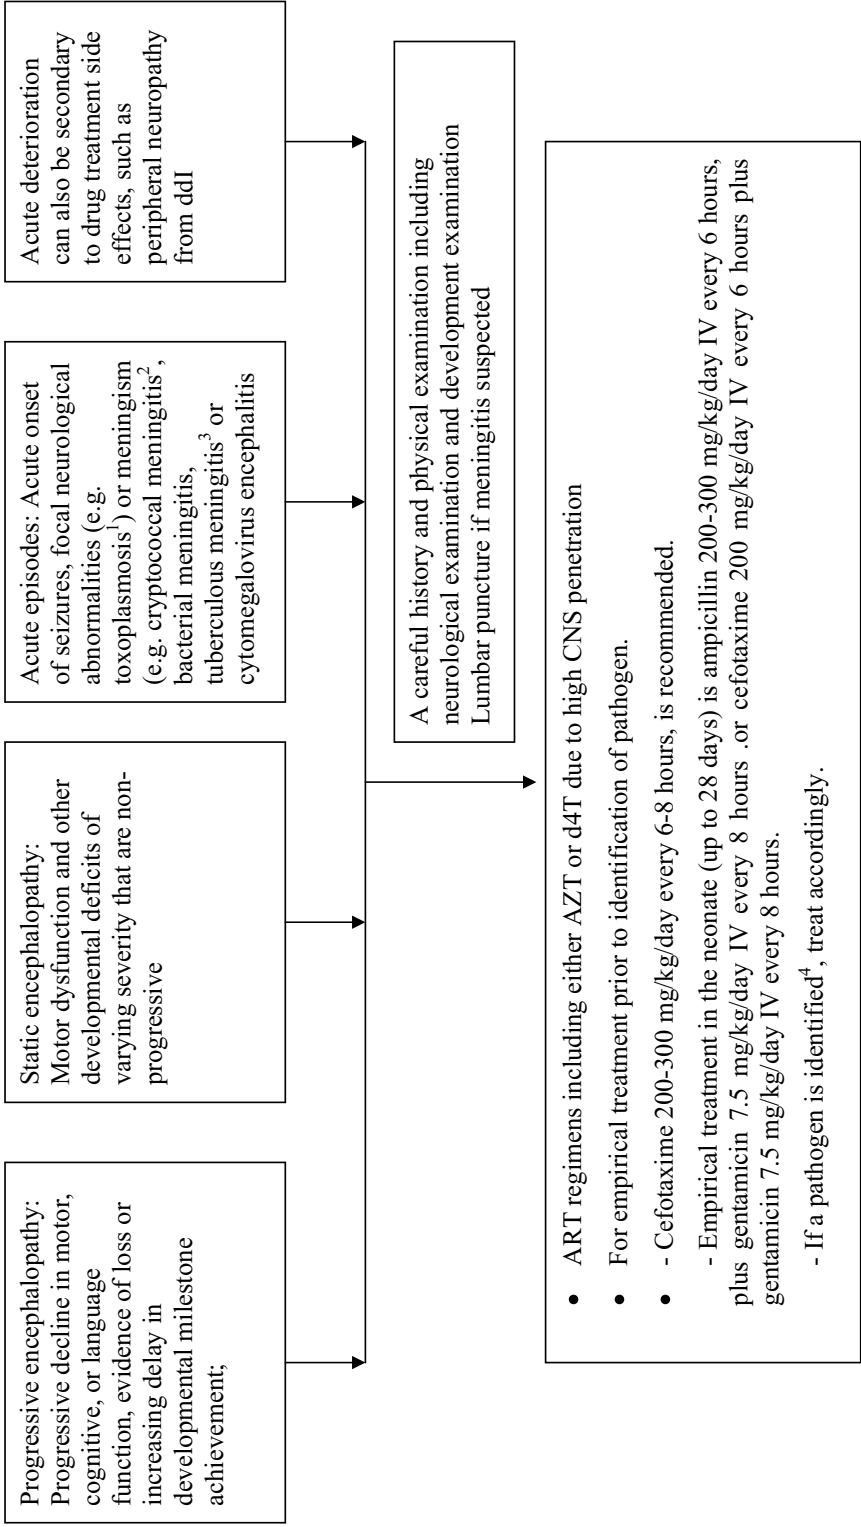 Progressive encephalopathy:
Progressive decline in motor,
cognitive, or language
function, evidence of loss or
increasing delay in
developmental milestone
achievement;
Static encephalopathy:
Motor dysfunction and other
developmental deficits of
varying severity that are non-
progressive
Acute episodes: Acute onset
of seizures, focal neurological
abnormalities (e.g.
toxoplasmosis¹) or meningism
(e.g. cryptococcal meningitis²,
bacterial meningitis,
tuberculous meningitis³ or
cytomegalovirus encephalitis
Acute deterioration
can also be secondary
to drug treatment side
effects, such as
peripheral neuropathy
from ddI
A careful history and physical examination including
neurological examination and development examination
Lumbar puncture if meningitis suspected
● ART regimens including either AZT or d4T due to high CNS penetration
● For empirical treatment prior to identification of pathogen.
● - Cefotaxime 200-300 mg/kg/day every 6-8 hours, is recommended.
- Empirical treatment in the neonate (up to 28 days) is ampicillin 200-300 mg/kg/day IV every 6 hours,
plus gentamicin 7.5 mg/kg/day IV every 8 hours .or cefotaxime 200 mg/kg/day IV every 6 hours plus
gentamicin 7.5 mg/kg/day IV every 8 hours.
- If a pathogen is identified⁴, treat accordingly.